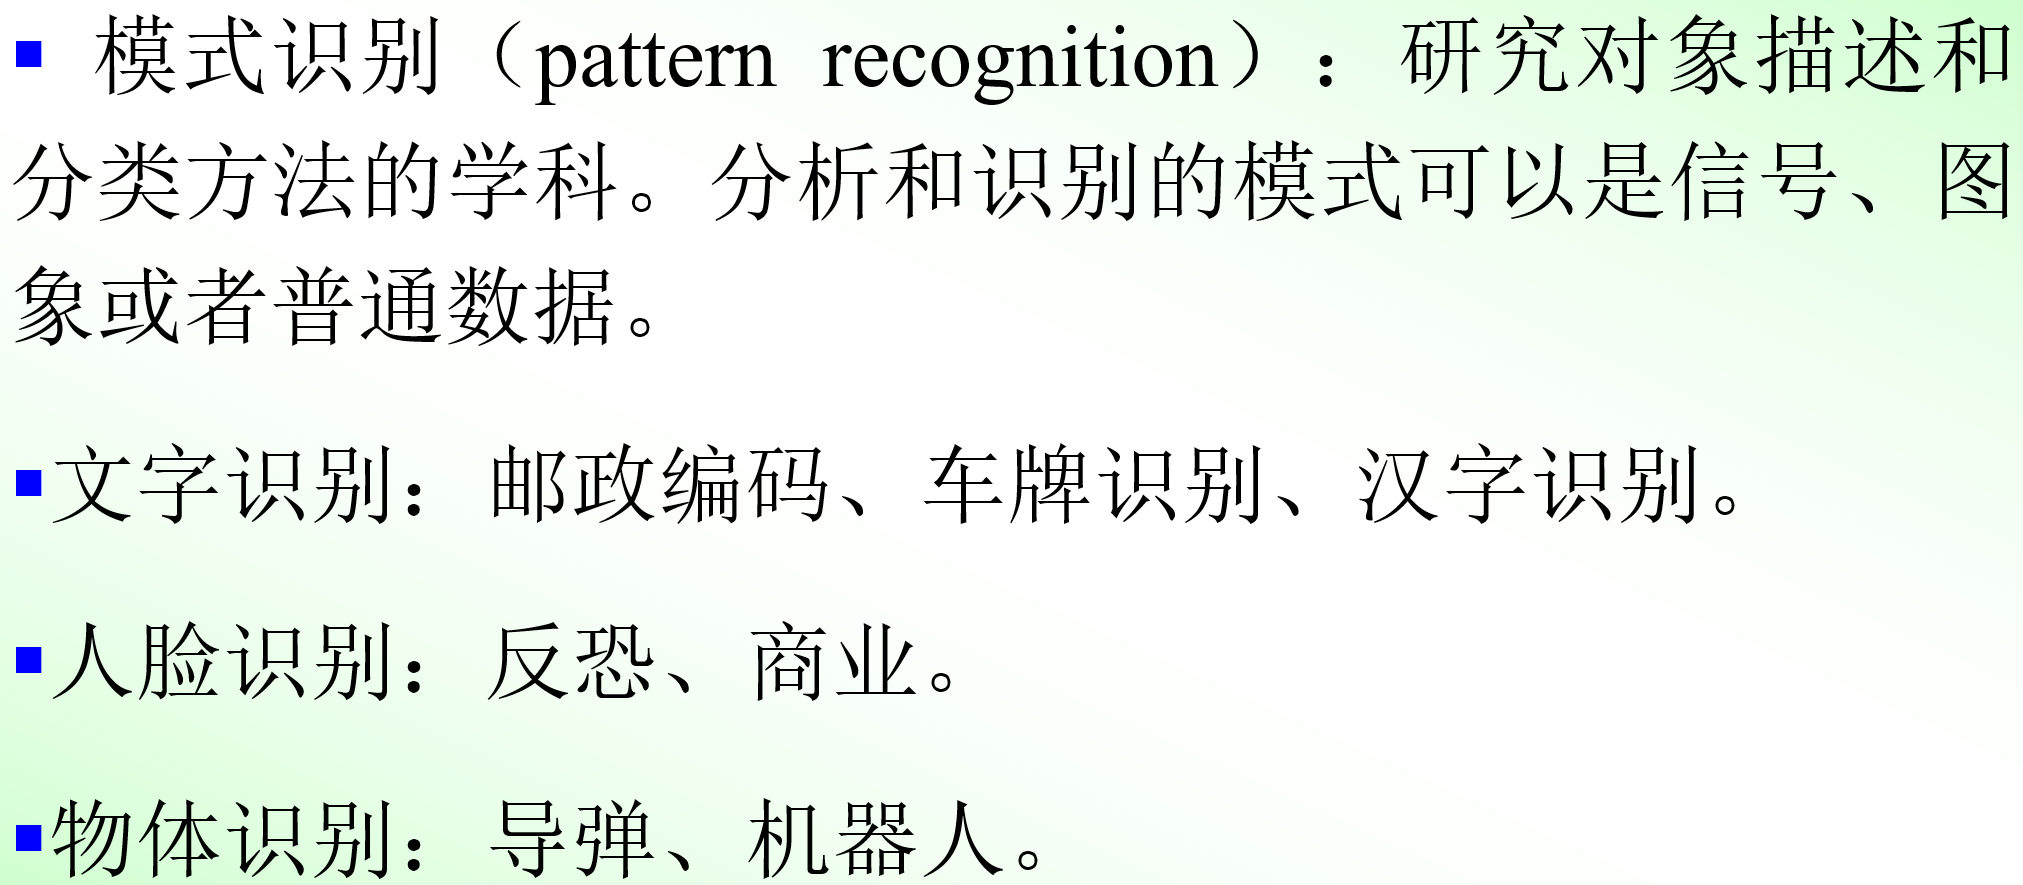 ▪ 模式识别（pattern recognition）：研究对象描述和
分类方法的学科。分析和识别的模式可以是信号、图
象或者普通数据。
▪文字识别：邮政编码、车牌识别、汉字识别。
▪人脸识别：反恐、商业。
▪物体识别：导弹、机器人。